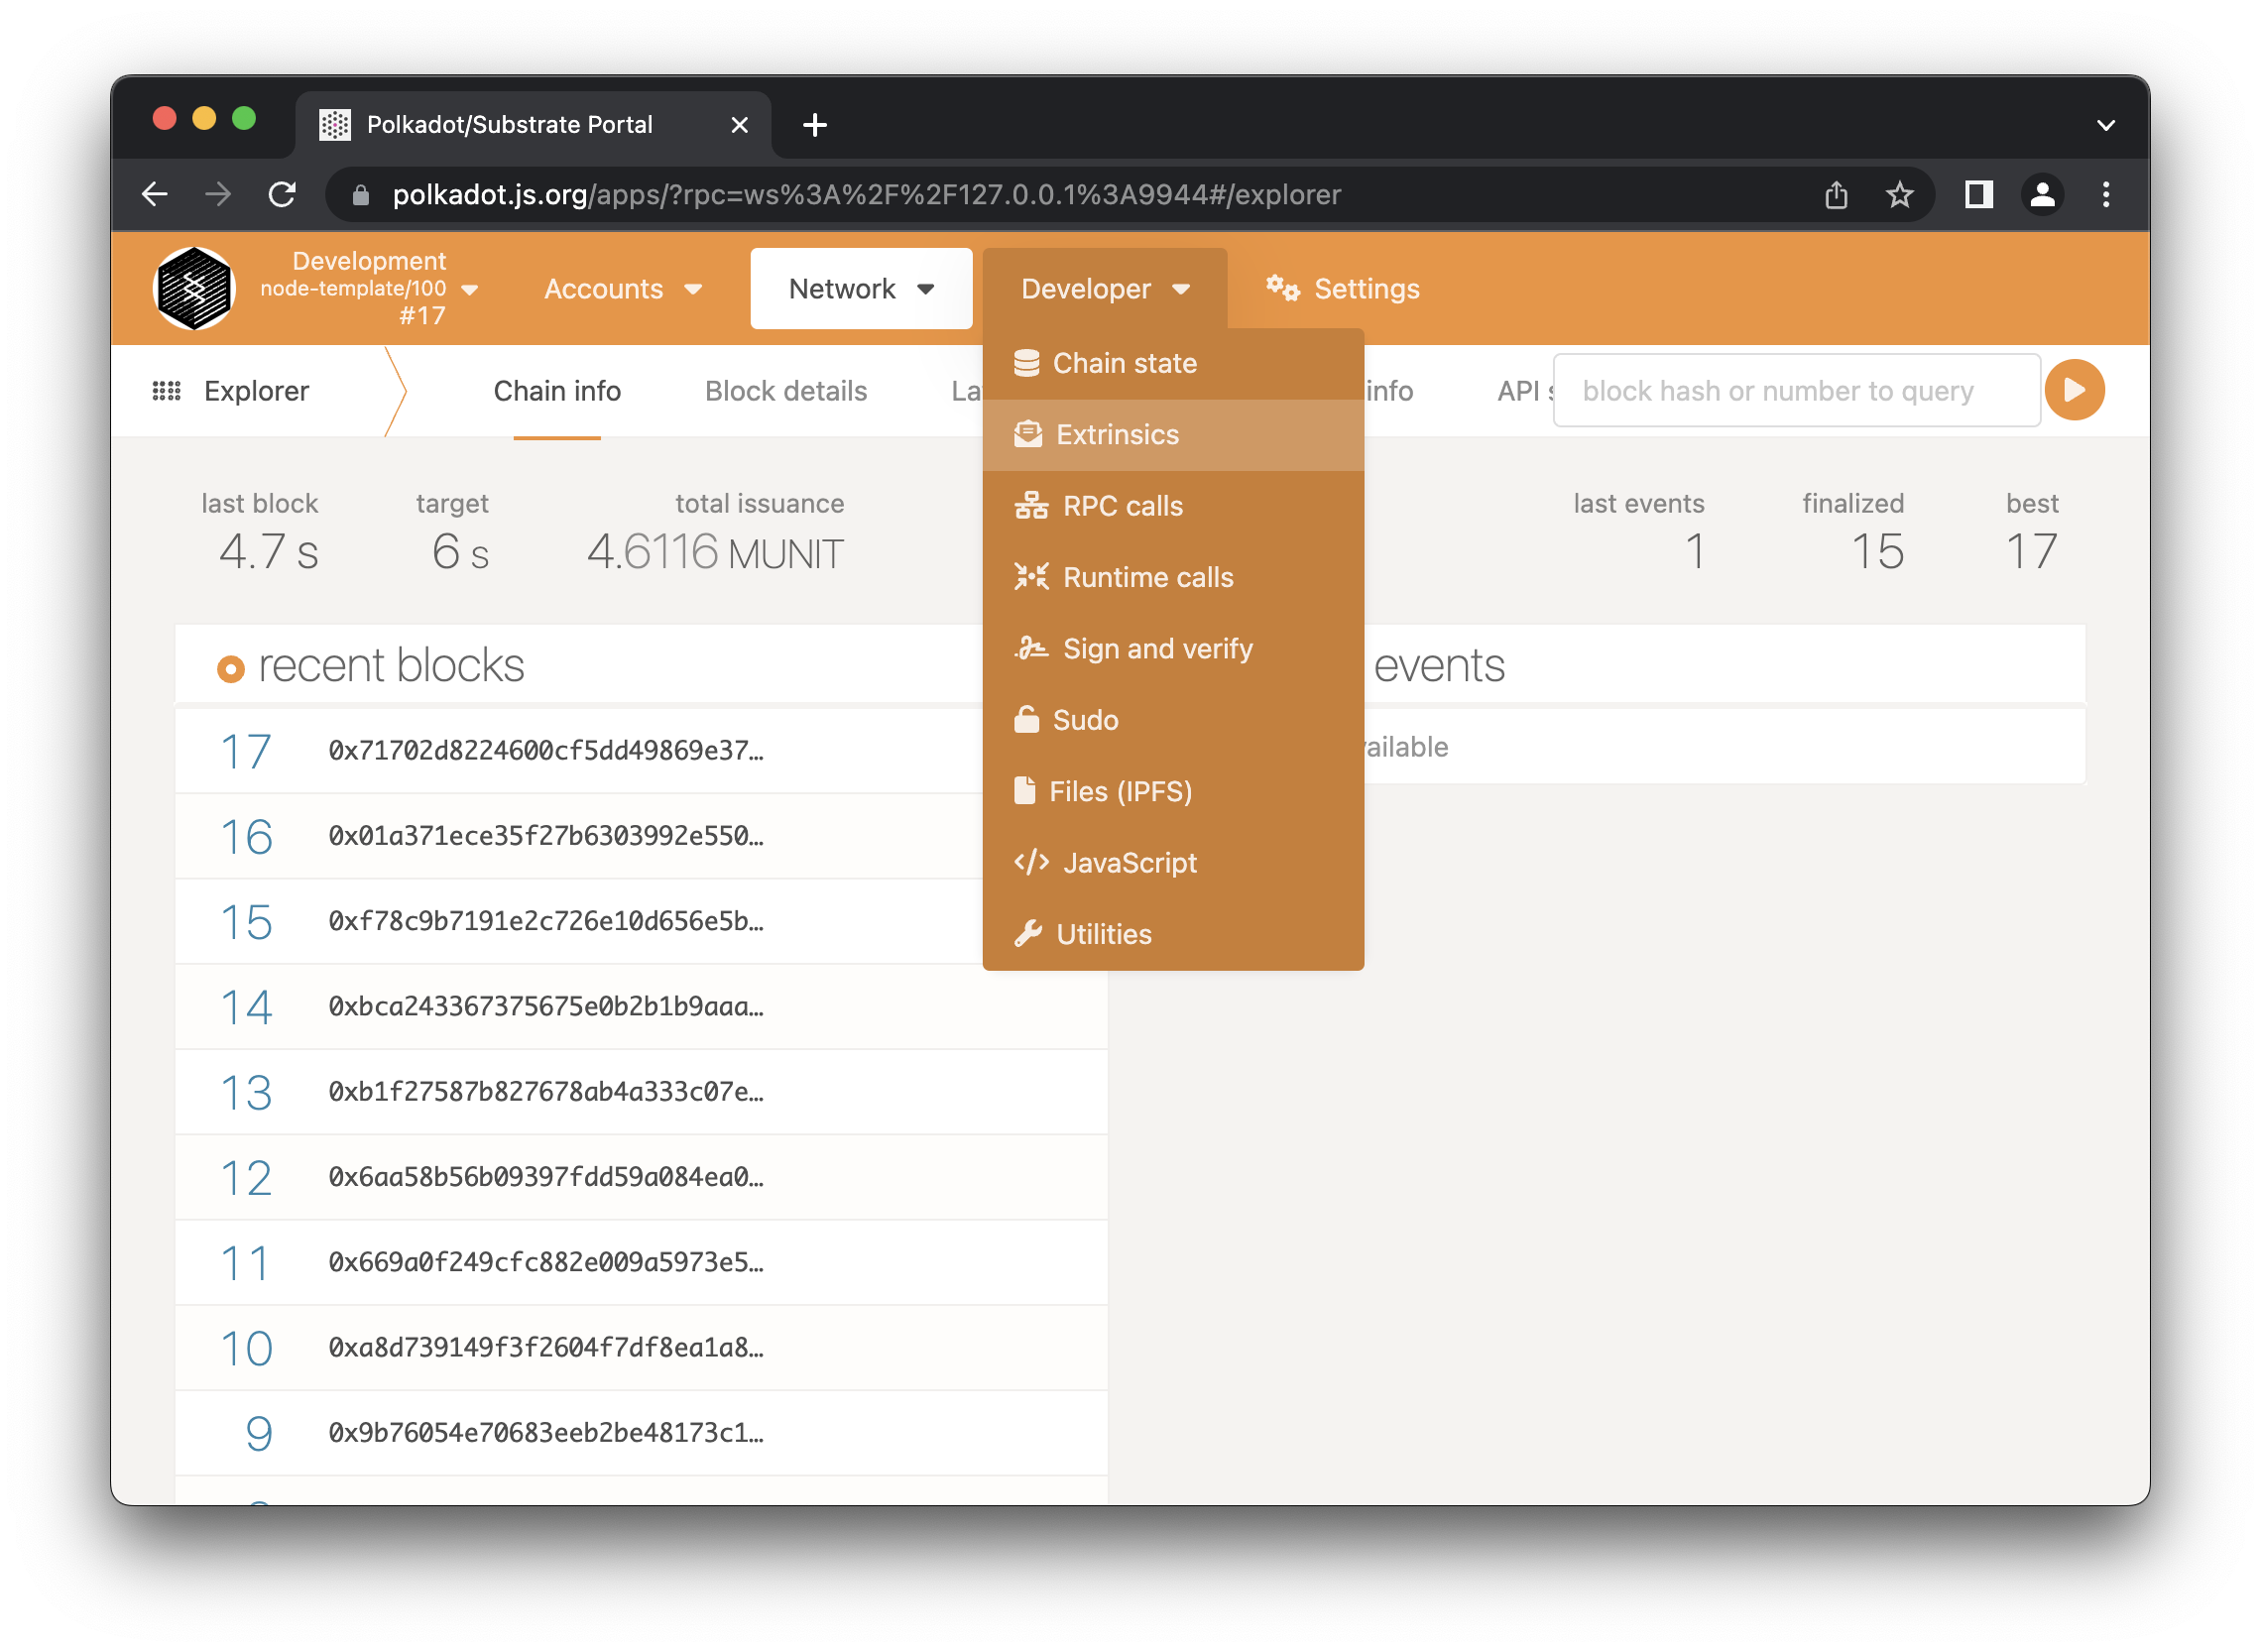 Polkadot/Substrate Portal
polkadot.js.org/apps/?rpc=ws%3A%2F%2F127.0.0.1%3A9944#/explorer
Development
node-template/100
#17
Accounts
Network
Developer
Settings
Explorer
Chain info
Block details
info
API
block hash or number to query
Chain state
Extrinsics
RPC calls
Runtime calls
Sign and verify
Sudo
Files (IPFS)
JavaScript
Utilities
last block
4.7 s
target
6 s
total issuance
4.6116 MUNIT
last events
1
finalized
15
best
17
recent blocks
events
17 0x71702d8224600cf5dd49869e37…
16 0x01a371ece35f27b6303992e550…
15 0xf78c9b7191e2c726e10d656e5b…
14 0xbca243367375675e0b2b1b9aaa…
13 0xb1f27587b827678ab4a333c07e…
12 0x6aa58b56b09397fdd59a084ea0…
11 0x669a0f249cfc882e009a5973e5…
10 0xa8d739149f3f2604f7df8ea1a8…
9 0x9b76054e70683eeb2be48173c1…